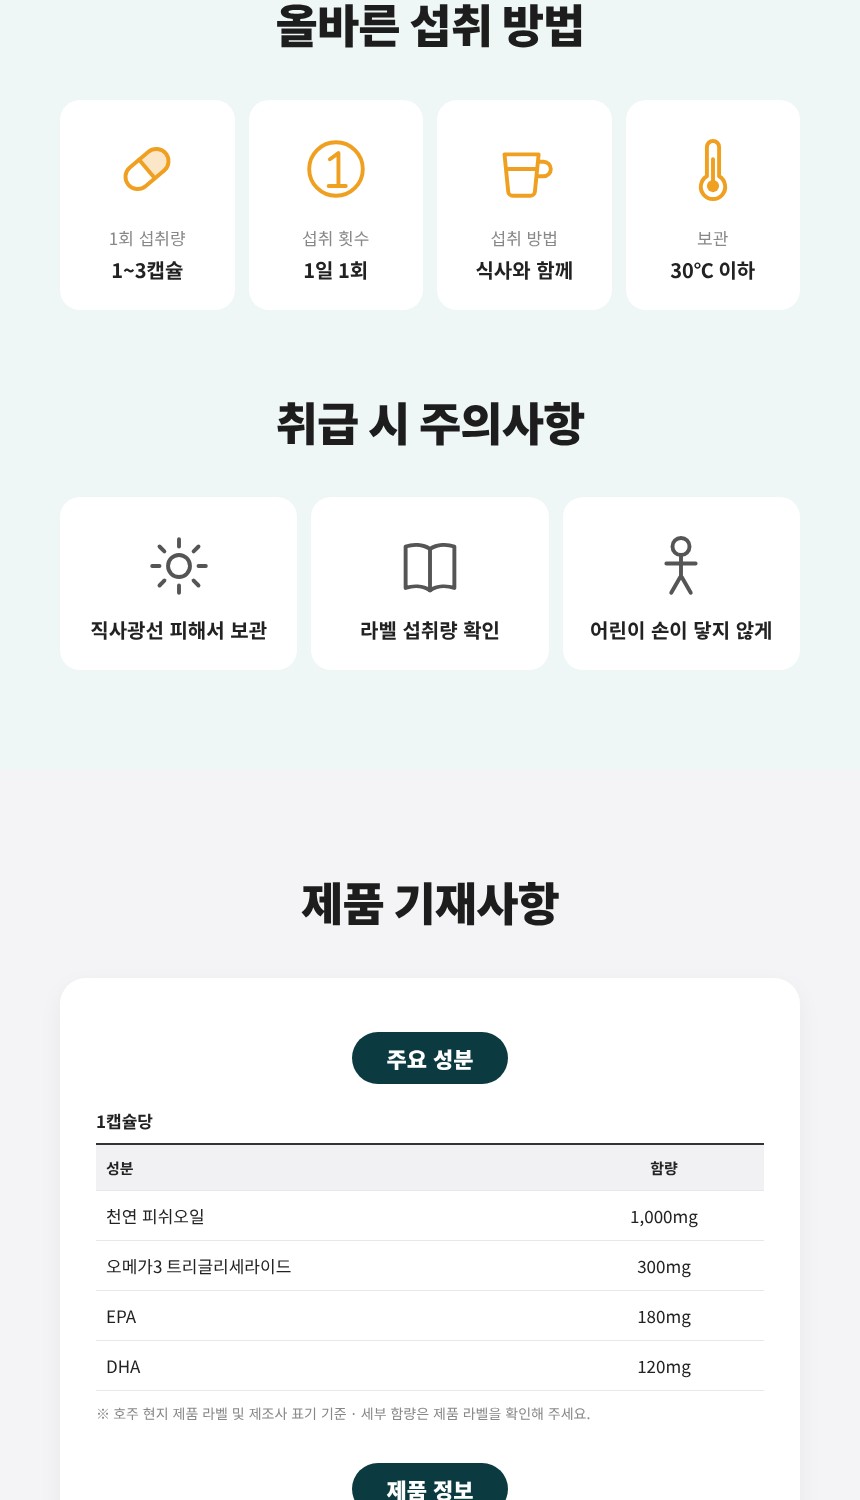 올바른 섭취 방법
1회 섭취량
1~3캡슐
1
섭취 횟수
1일 1회
섭취 방법
식사와 함께
보관
30°C 이하
취급 시 주의사항
직사광선 피해서 보관
라벨 섭취량 확인
어린이 손이 닿지 않게
제품 기재사항
주요 성분
1캡슐당
성분 함량
천연 피쉬오일 1,000mg
오메가3 트리글리세라이드 300mg
EPA 180mg
DHA 120mg
※ 호주 현지 제품 라벨 및 제조사 표기 기준 · 세부 함량은 제품 라벨을 확인해 주세요.
제품 정보